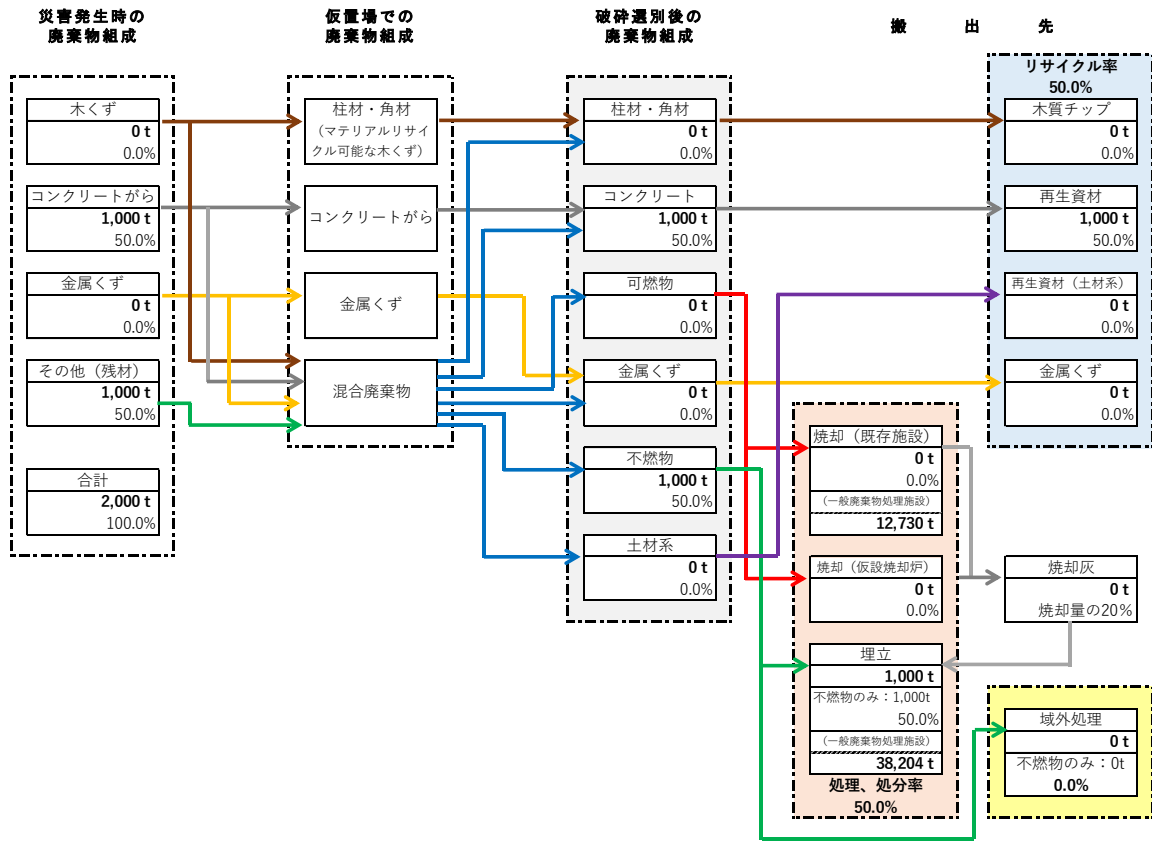 災害発生時の
廃棄物組成
仮置場での
廃棄物組成
破砕選別後の
廃棄物組成
搬 出 先
木くず
0 t
0.0%
コンクリートがら
1,000 t
50.0%
金属くず
0 t
0.0%
その他（残材）
1,000 t
50.0%
合計
2,000 t
100.0%
柱材・角材
（マテリアルリサイ
クル可能な木くず）
コンクリートがら
金属くず
混合廃棄物
柱材・角材
0 t
0.0%
コンクリート
1,000 t
50.0%
可燃物
0 t
0.0%
金属くず
0 t
0.0%
不燃物
1,000 t
50.0%
土材系
0 t
0.0%
リサイクル率
50.0%
木質チップ
0 t
0.0%
再生資材
1,000 t
50.0%
再生資材（土材系）
0 t
0.0%
金属くず
0 t
0.0%
焼却（既存施設）
0 t
0.0%
（一般廃棄物処理施設）
12,730 t
焼却（仮設焼却炉）
0 t
0.0%
埋立
1,000 t
不燃物のみ：1,000t
50.0%
（一般廃棄物処理施設）
38,204 t
処理、処分率
50.0%
焼却灰
0 t
焼却量の20%
域外処理
0 t
不燃物のみ：0t
0.0%